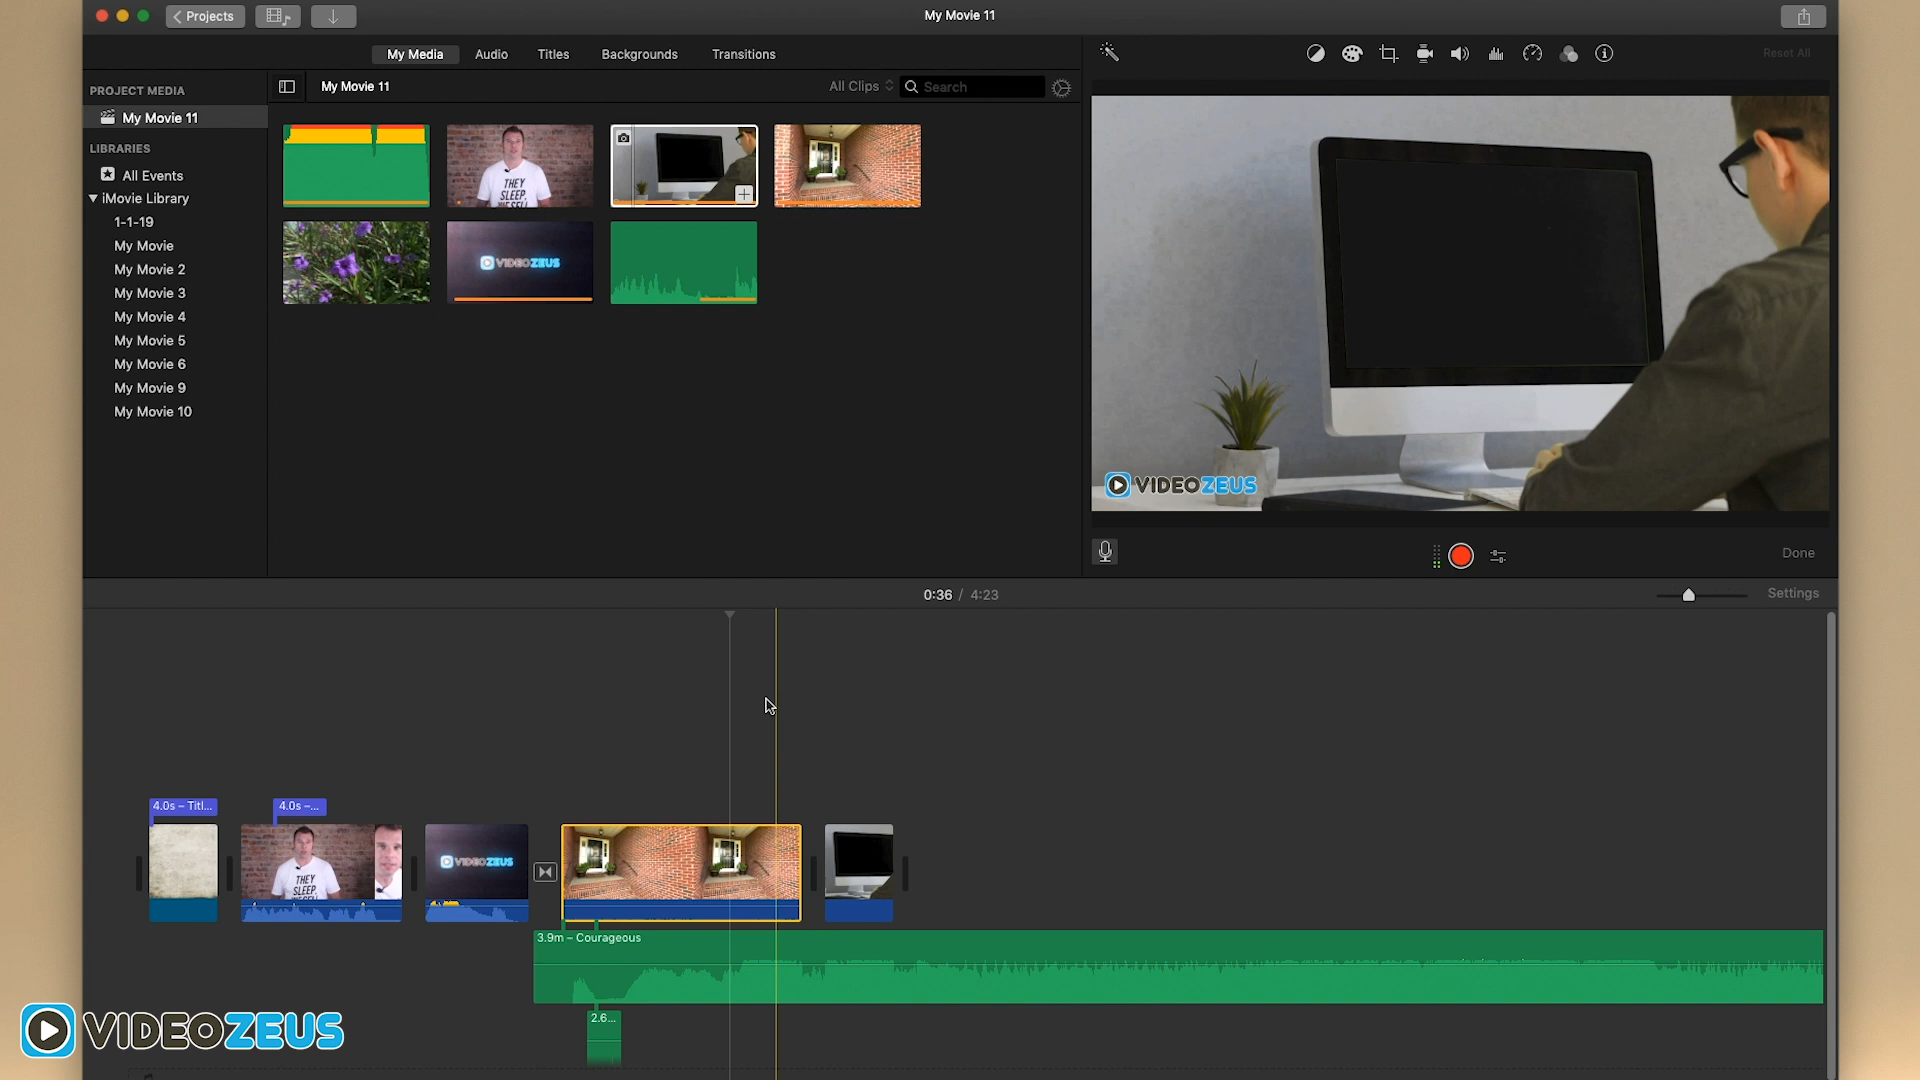 Projects
My Movie 11
My Media
Audio
Titles
Backgrounds
Transitions
Reset All
PROJECT MEDIA
My Movie 11
LIBRARIES
All Events
iMovie Library
1-1-19
My Movie
My Movie 2
My Movie 3
My Movie 4
My Movie 5
My Movie 6
My Movie 9
My Movie 10
My Movie 11
All Clips
Search
THEY
SLEEP,
VIDEOZEUS
VIDEOZEUS
Done
0:36 / 4:23
Settings
4.0s – Titl...
4.0s –...
THEY
SLEEP,
VIDEOZEUS
3.9m – Courageous
2.6...
VIDEOZEUS